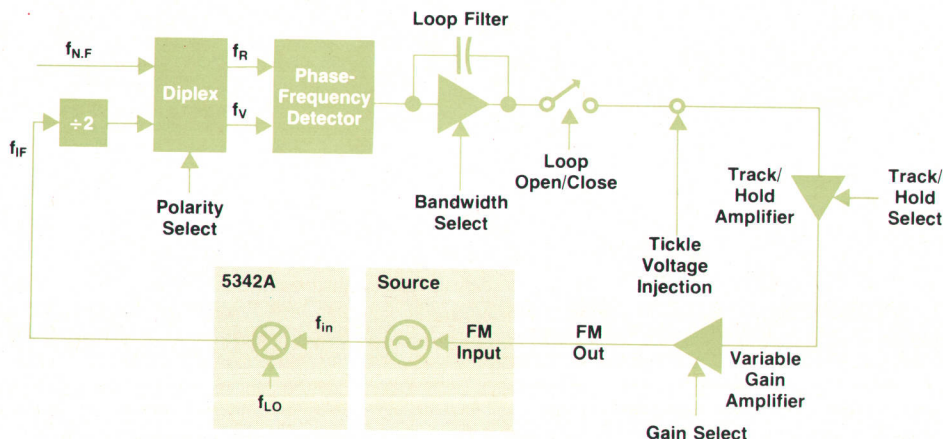 Loop Filter
fN.F
fR
Phase-
Frequency
Detector
Diplex
÷2
fV
fIF
Polarity
Select
Bandwidth
Select
Loop
Open/Close
Tickle
Voltage
Injection
Track/
Hold
Amplifier
Track/
Hold
Select
5342A
Source
fin
fLO
FM
Input
FM
Out
Variable
Gain
Amplifier
Gain Select